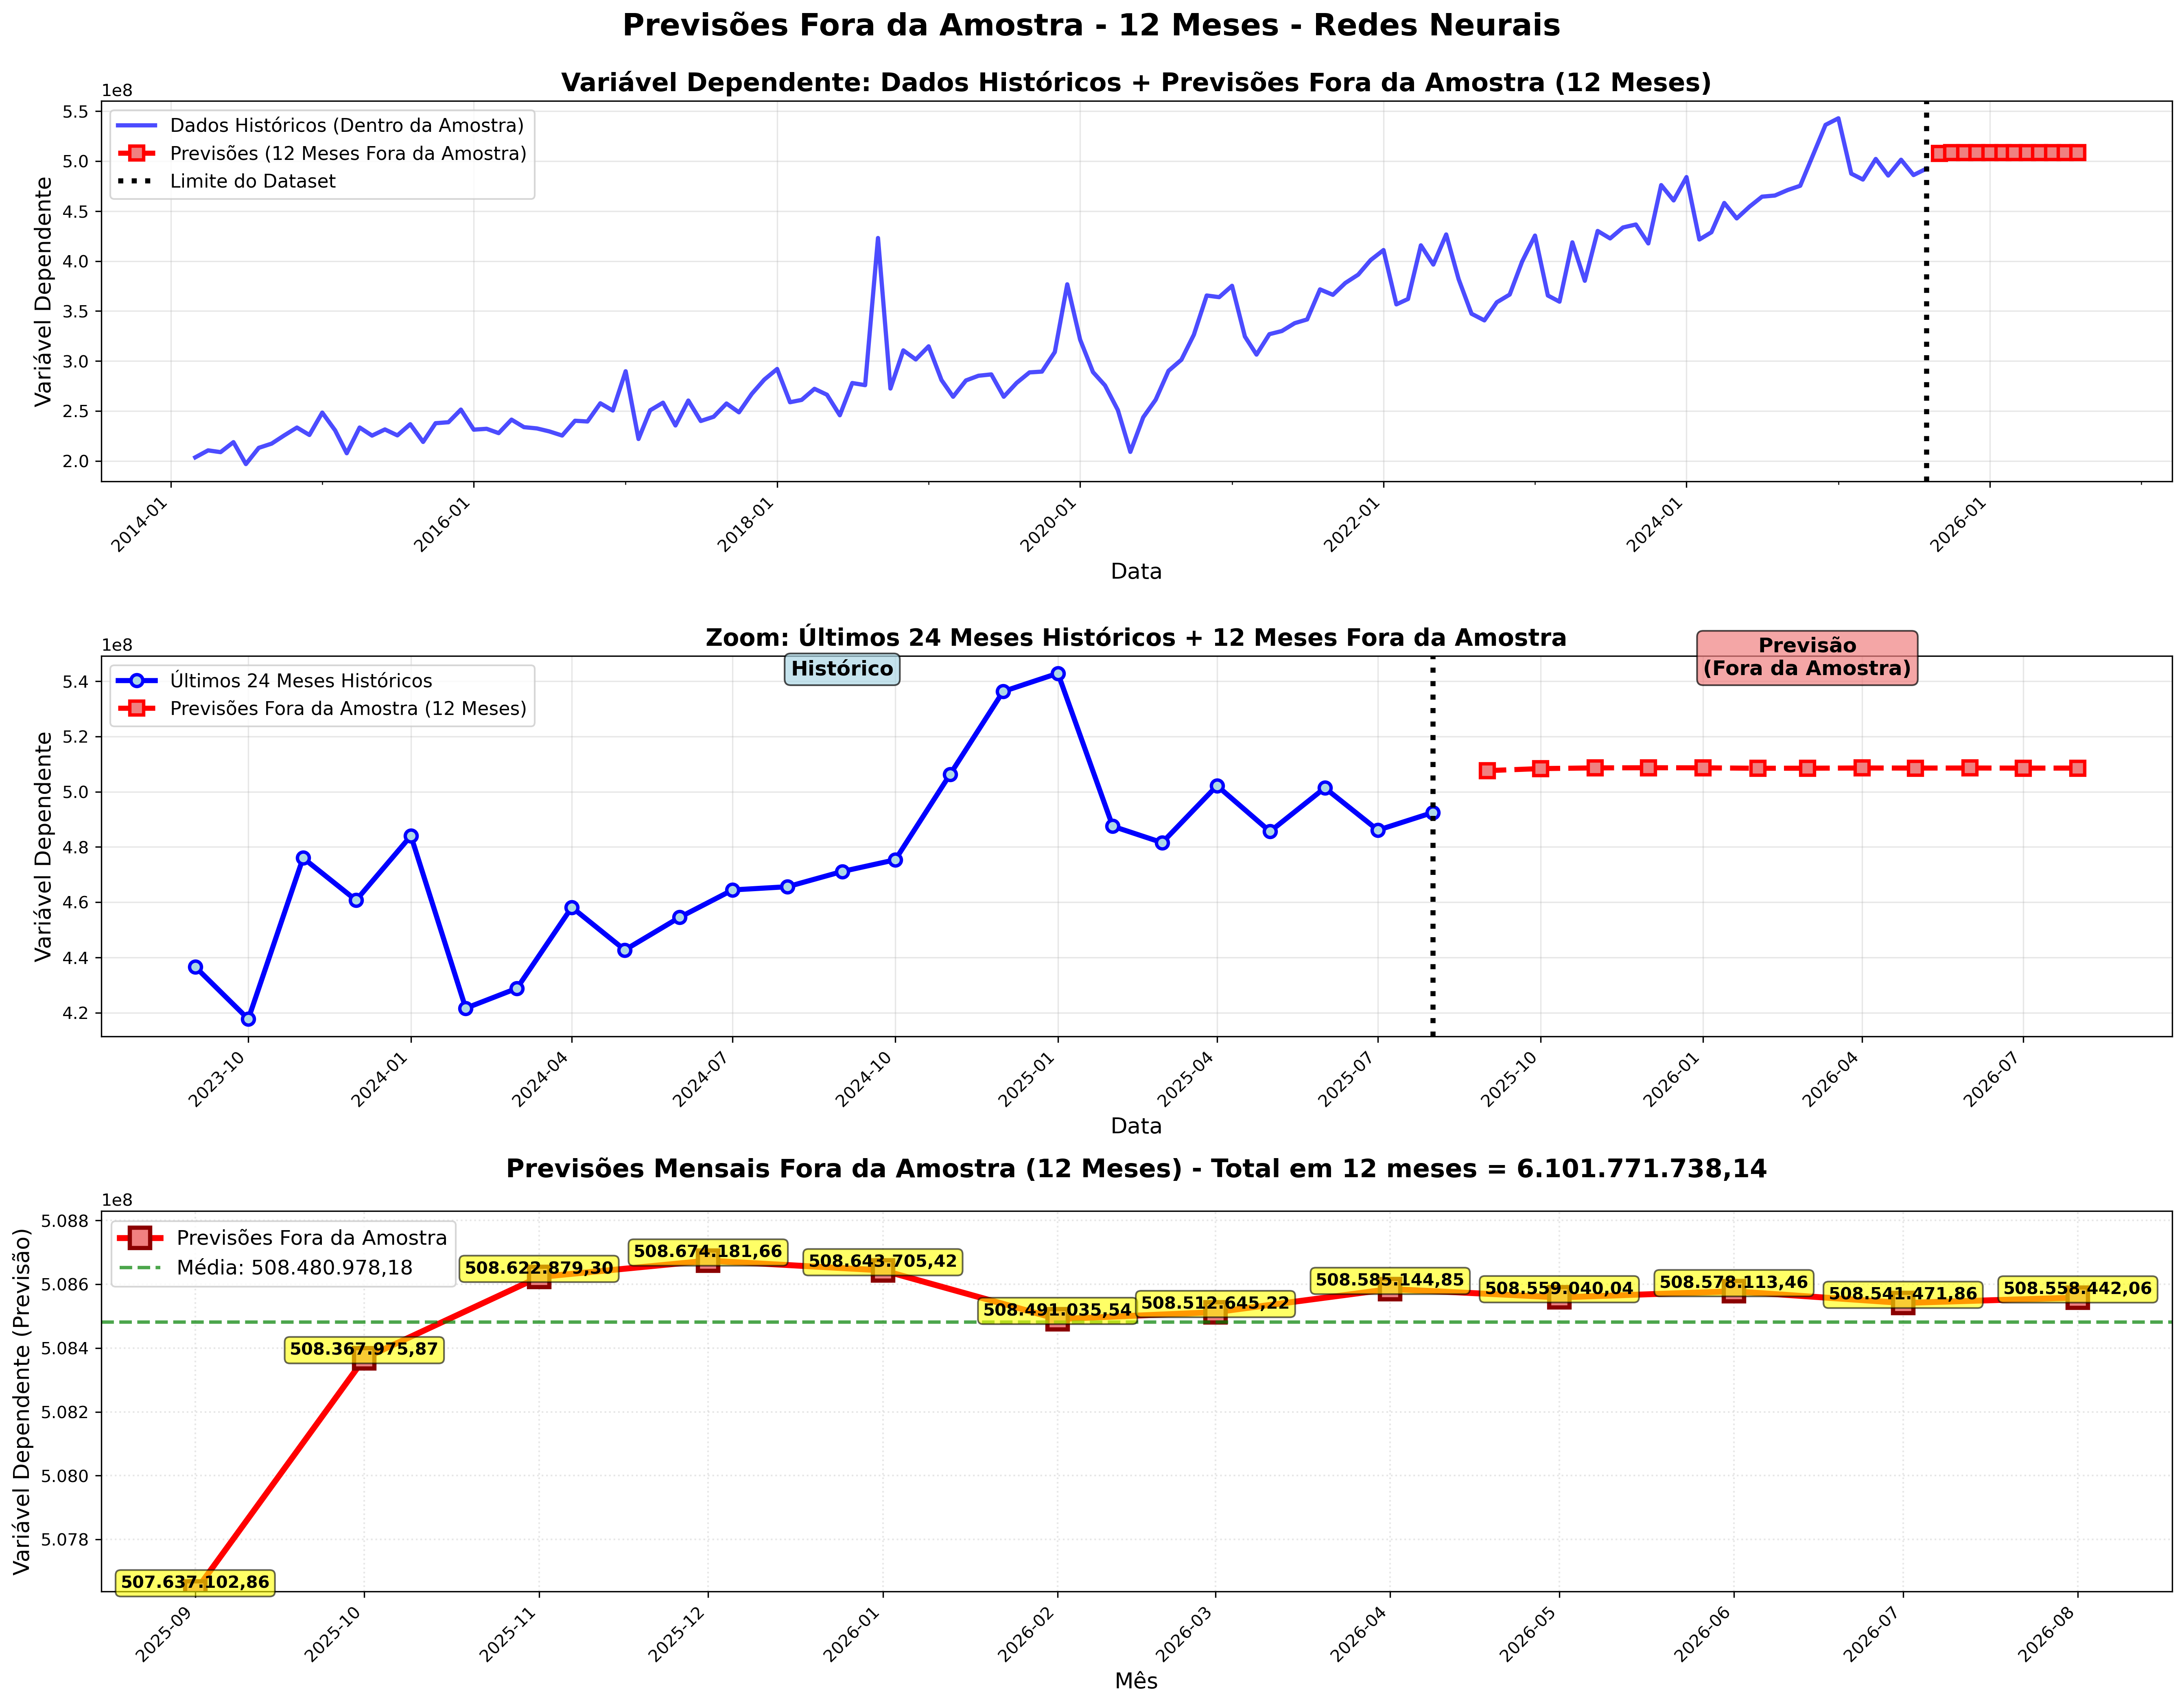 Previsões Fora da Amostra - 12 Meses - Redes Neurais
Variável Dependente: Dados Históricos + Previsões Fora da Amostra (12 Meses)
1e8
Dados Históricos (Dentro da Amostra)
Previsões (12 Meses Fora da Amostra)
Limite do Dataset
Variável Dependente
5.5
5.0
4.5
4.0
3.5
3.0
2.5
2.0
2014-01
2016-01
2018-01
2020-01
2022-01
2024-01
2026-01
Data
Zoom: Últimos 24 Meses Históricos + 12 Meses Fora da Amostra
1e8
Últimos 24 Meses Históricos
Previsões Fora da Amostra (12 Meses)
Histórico
Previsão
(Fora da Amostra)
Variável Dependente
5.4
5.2
5.0
4.8
4.6
4.4
4.2
2023-10
2024-01
2024-04
2024-07
2024-10
2025-01
2025-04
2025-07
2025-10
2026-01
2026-04
2026-07
Data
Previsões Mensais Fora da Amostra (12 Meses) - Total em 12 meses = 6.101.771.738,14
1e8
Previsões Fora da Amostra
Média: 508.480.978,18
Variável Dependente (Previsão)
5.088
5.086
5.084
5.082
5.080
5.078
507.637.102,86
508.367.975,87
508.622.879,30
508.674.181,66
508.643.705,42
508.491.035,54
508.512.645,22
508.585.144,85
508.559.040,04
508.578.113,46
508.541.471,86
508.558.442,06
2025-09
2025-10
2025-11
2025-12
2026-01
2026-02
2026-03
2026-04
2026-05
2026-06
2026-07
2026-08
Mês